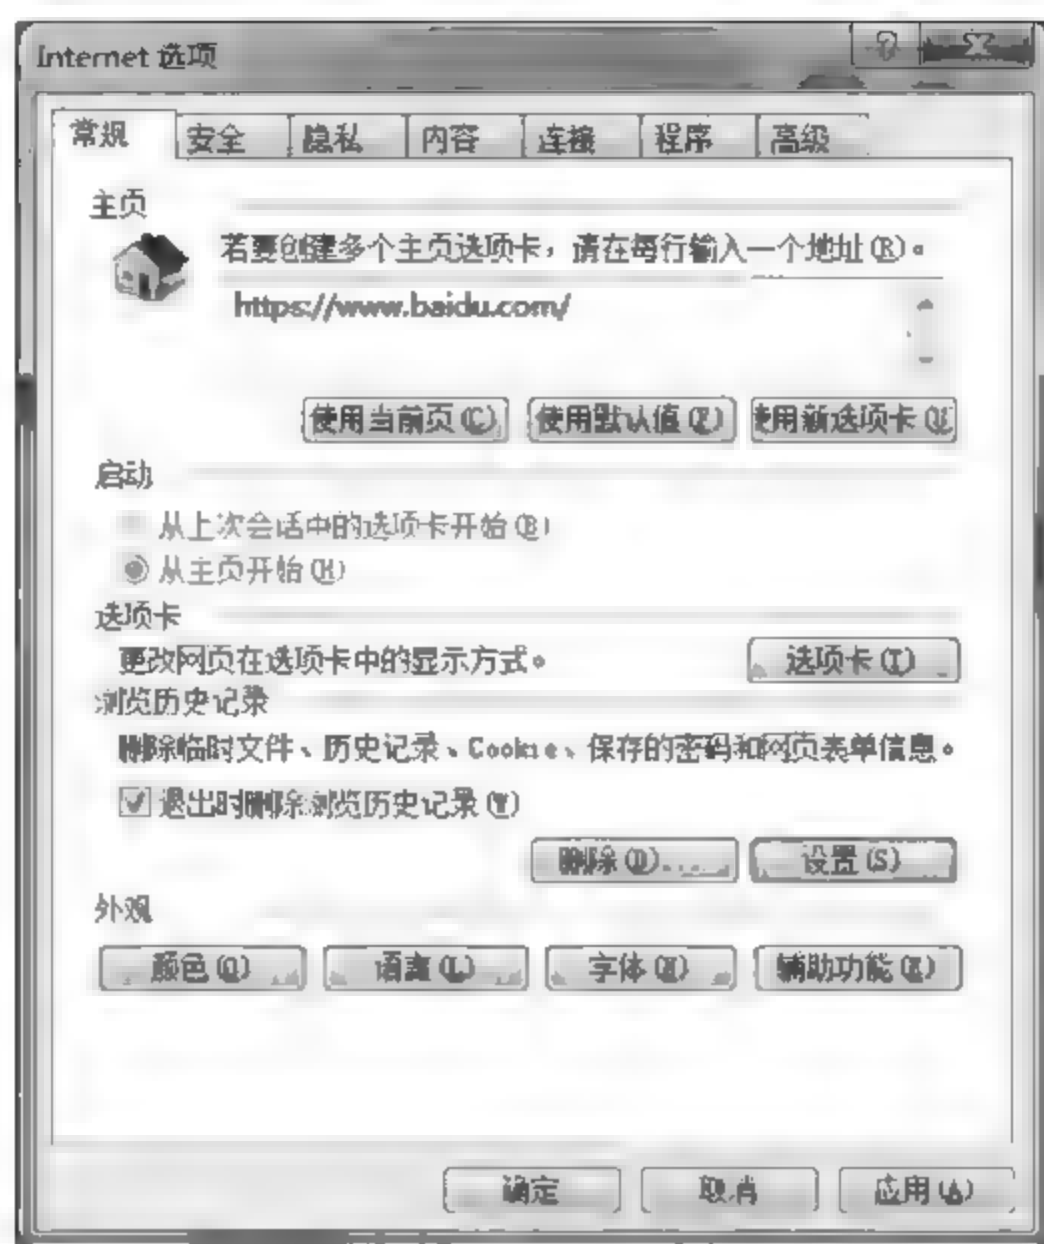 Internet 选项
常规 安全 隐私 内容 连接 程序 高级
主页
若要创建多个主页选项卡，请在每行输入一个地址(R)。
https://www.baidu.com/
使用当前页(C) 使用默认值(F) 使用新选项卡(U)
启动
从上次会话中的选项卡开始(B)
从主页开始(H)
选项卡
更改网页在选项卡中的显示方式。 选项卡(T)
浏览历史记录
删除临时文件、历史记录、Cookie、保存的密码和网页表单信息。
退出时删除浏览历史记录(W)
删除(D)... 设置(S)
外观
颜色(O) 语言(L) 字体(N) 辅助功能(E)
确定 取消 应用(A)